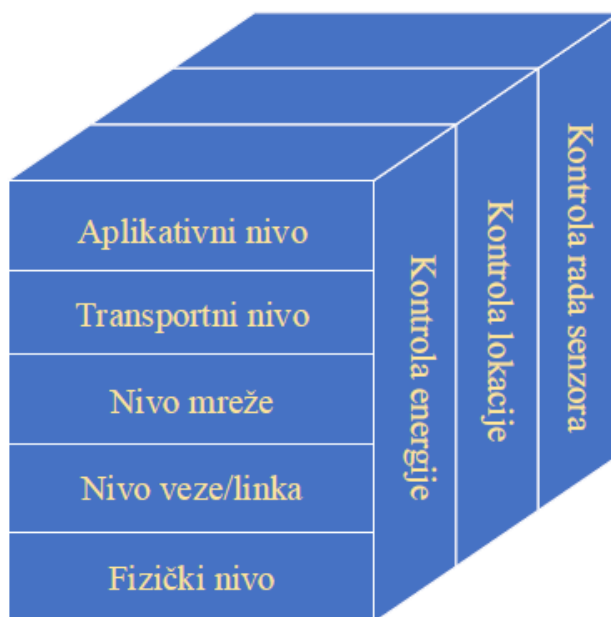 Aplikativni nivo
Transportni nivo
Nivo mreže
Nivo veze/linka
Fizički nivo
Kontrola energije
Kontrola lokacije
Kontrola rada senzora